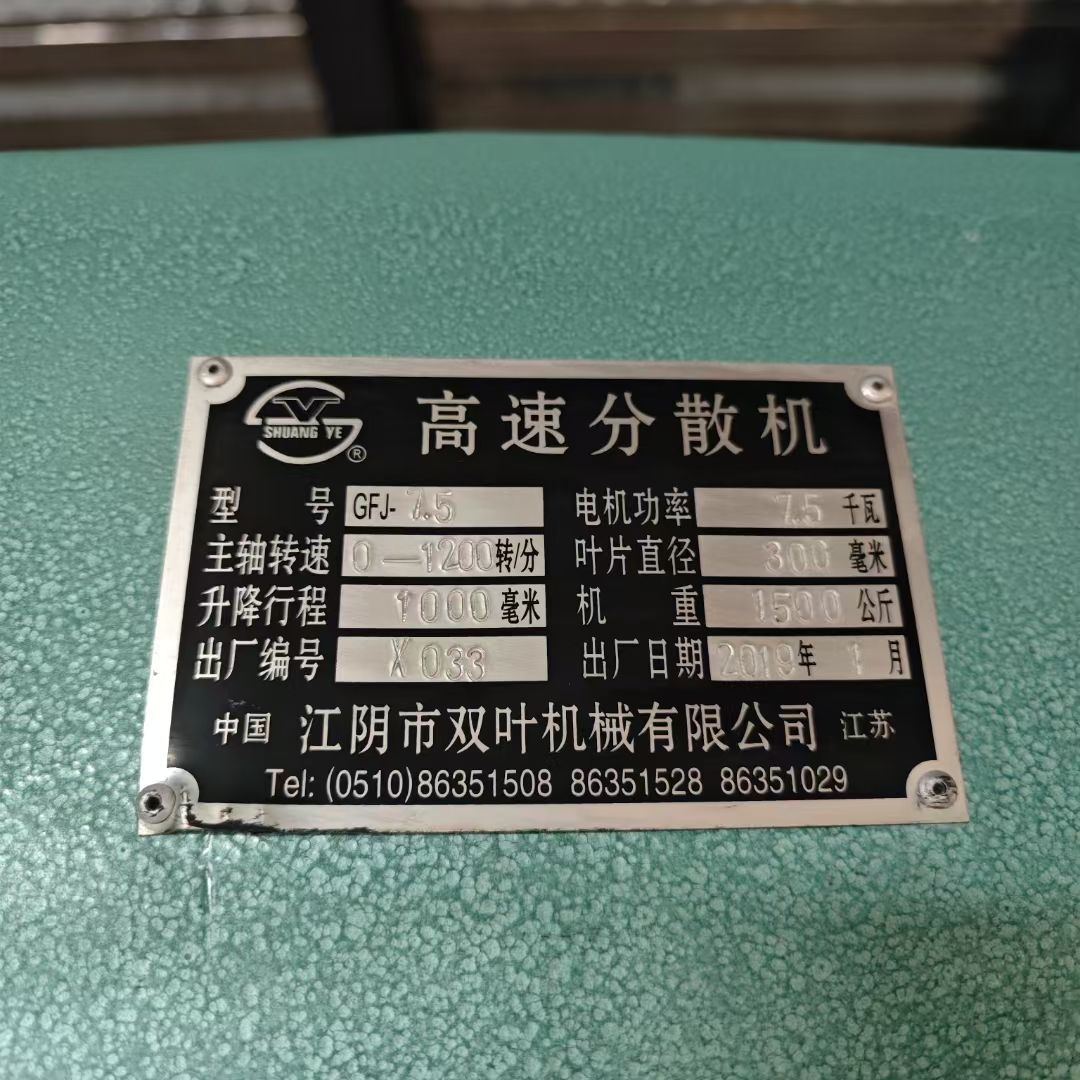 SHUANG YE ® 高速分散机
型号 GFJ-7.5 电机功率 7.5 千瓦
主轴转速 0—1200 转/分 叶片直径 300 毫米
升降行程 1000 毫米 机重 1500 公斤
出厂编号 X033 出厂日期 2019年1月
中国 江阴市双叶机械有限公司 江苏
Tel: (0510)86351508 86351528 86351029